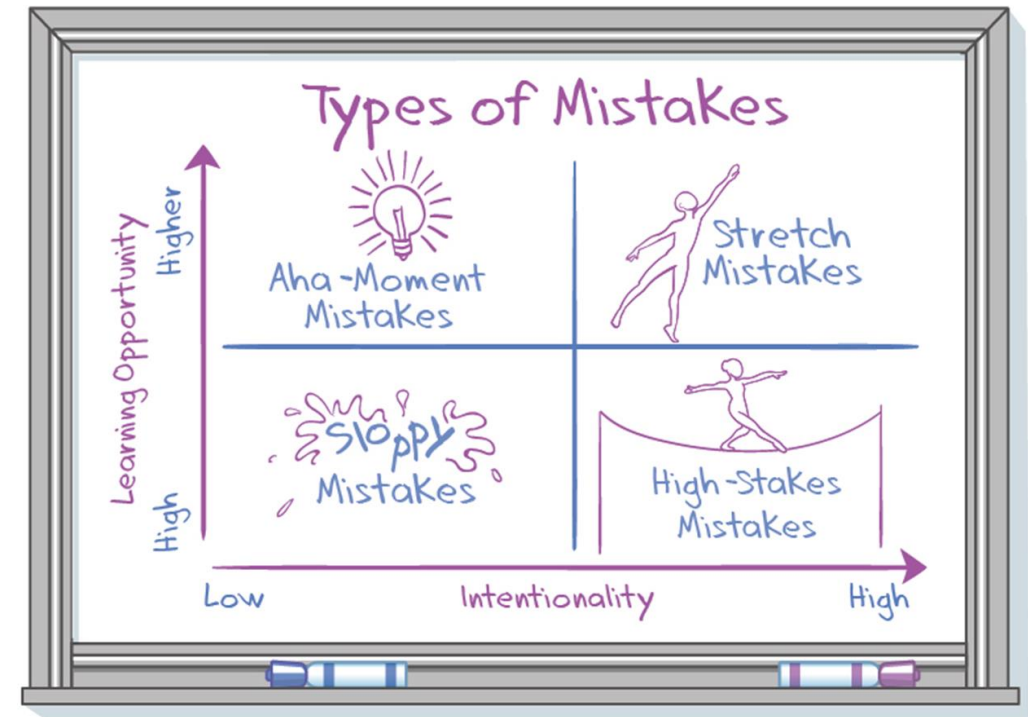 Types of Mistakes
Higher
Learning Opportunity
High
Aha-Moment
Mistakes
Stretch
Mistakes
Sloppy
Mistakes
High-Stakes
Mistakes
Low
Intentionality
High